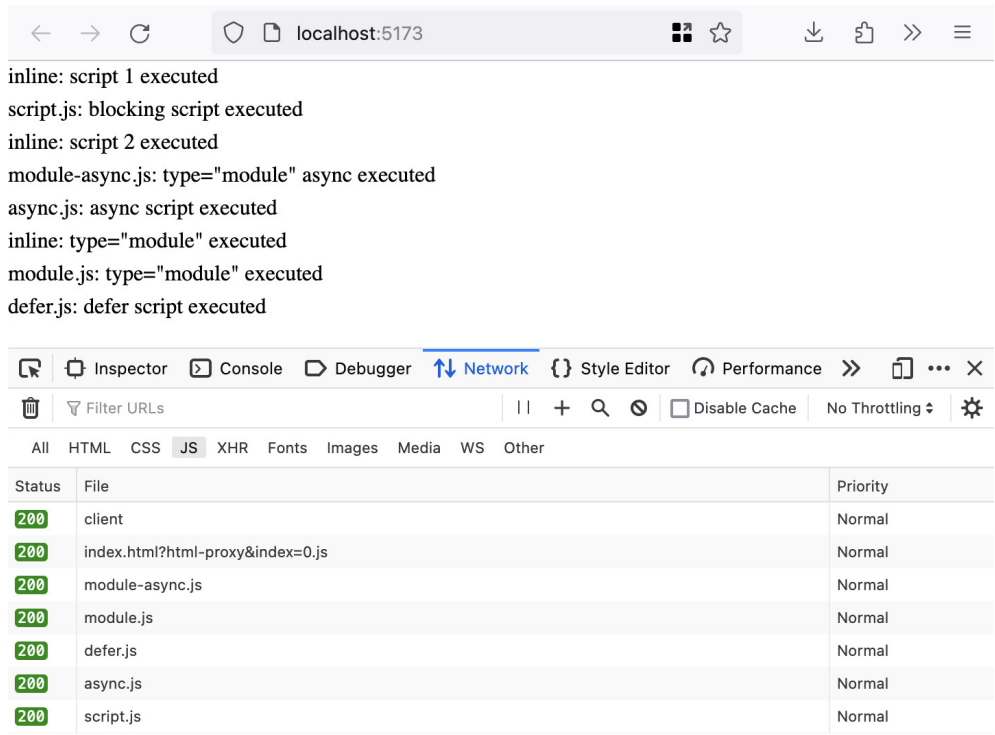 localhost:5173
inline: script 1 executed
script.js: blocking script executed
inline: script 2 executed
module-async.js: type="module" async executed
async.js: async script executed
inline: type="module" executed
module.js: type="module" executed
defer.js: defer script executed
Inspector Console Debugger Network Style Editor Performance
Filter URLs Disable Cache No Throttling
All HTML CSS JS XHR Fonts Images Media WS Other
Status File Priority
200 client Normal
200 index.html?html-proxy&index=0.js Normal
200 module-async.js Normal
200 module.js Normal
200 defer.js Normal
200 async.js Normal
200 script.js Normal